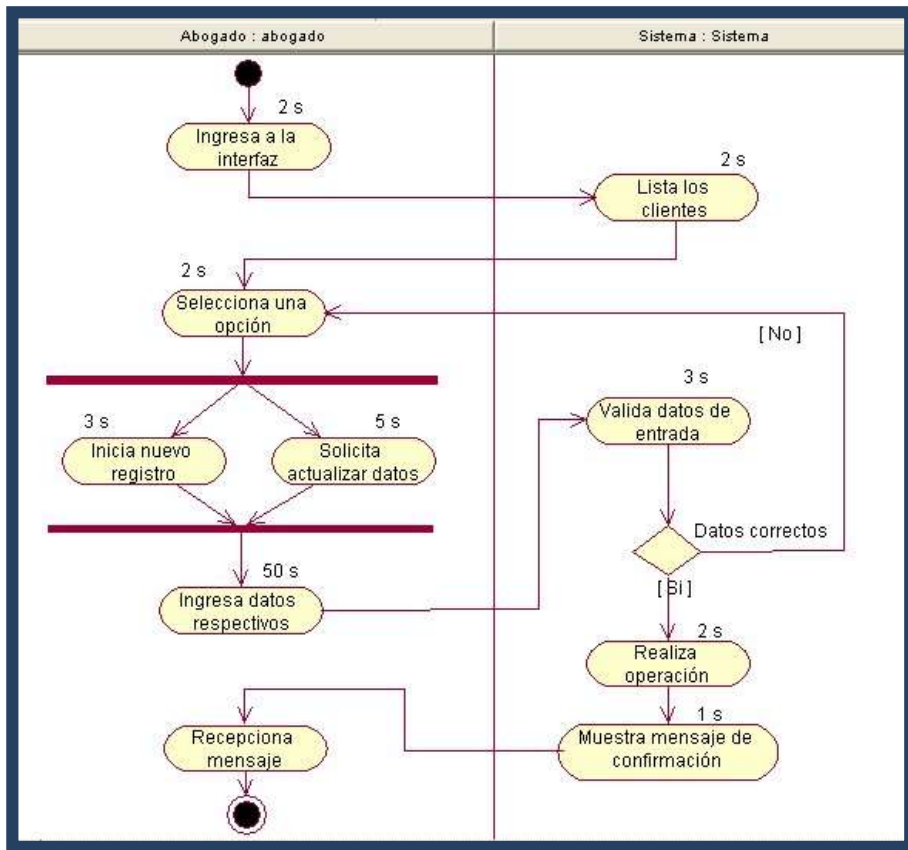 Abogado : abogado
Sistema : Sistema
2 s
Ingresa a la
interfaz
2 s
Lista los
clientes
2 s
Selecciona una
opción
[ No ]
3 s
Valida datos de
entrada
3 s
Inicia nuevo
registro
5 s
Solicita
actualizar datos
Datos correctos
50 s
Ingresa datos
respectivos
[ Si ]
2 s
Realiza
operación
1 s
Muestra mensaje de
confirmación
Recepciona
mensaje